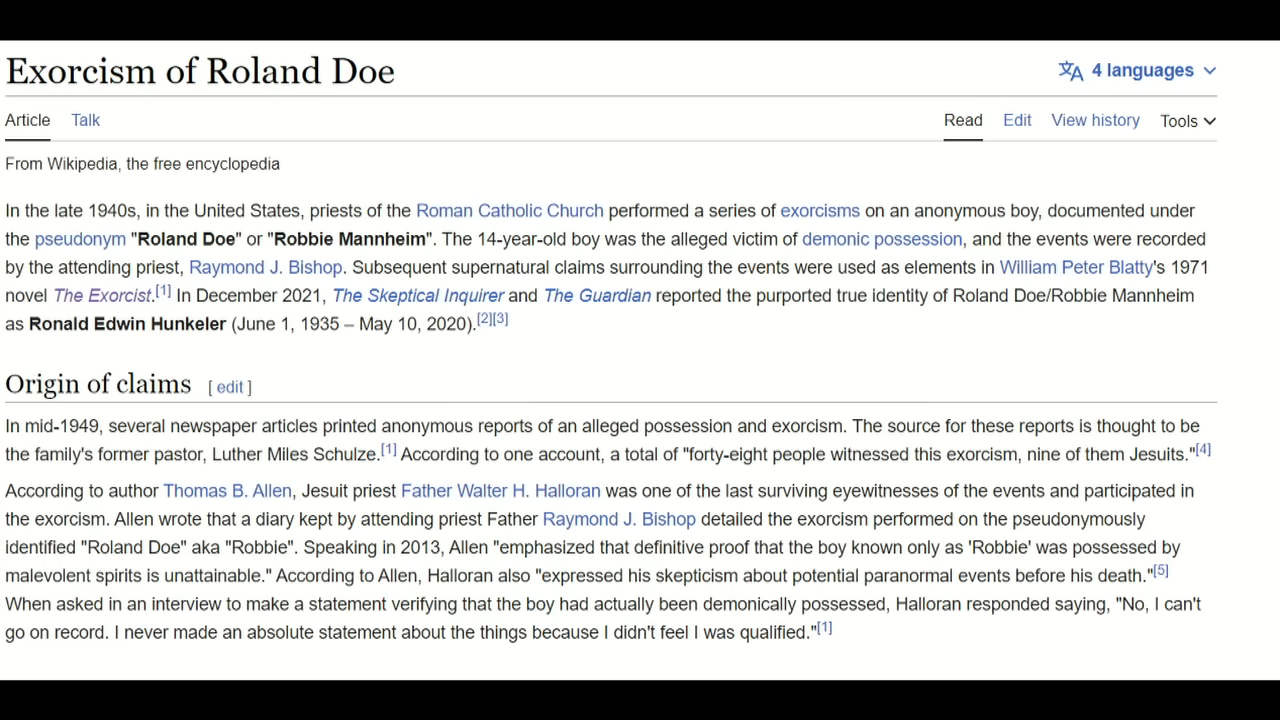 Exorcism of Roland Doe
4 languages
Article Talk
Read Edit View history Tools
From Wikipedia, the free encyclopedia
In the late 1940s, in the United States, priests of the Roman Catholic Church performed a series of exorcisms on an anonymous boy, documented under
the pseudonym "Roland Doe" or "Robbie Mannheim". The 14-year-old boy was the alleged victim of demonic possession, and the events were recorded
by the attending priest, Raymond J. Bishop. Subsequent supernatural claims surrounding the events were used as elements in William Peter Blatty's 1971
novel The Exorcist.[1] In December 2021, The Skeptical Inquirer and The Guardian reported the purported true identity of Roland Doe/Robbie Mannheim
as Ronald Edwin Hunkeler (June 1, 1935 – May 10, 2020).[2][3]
Origin of claims [ edit ]
In mid-1949, several newspaper articles printed anonymous reports of an alleged possession and exorcism. The source for these reports is thought to be
the family's former pastor, Luther Miles Schulze.[1] According to one account, a total of "forty-eight people witnessed this exorcism, nine of them Jesuits."[4]
According to author Thomas B. Allen, Jesuit priest Father Walter H. Halloran was one of the last surviving eyewitnesses of the events and participated in
the exorcism. Allen wrote that a diary kept by attending priest Father Raymond J. Bishop detailed the exorcism performed on the pseudonymously
identified "Roland Doe" aka "Robbie". Speaking in 2013, Allen "emphasized that definitive proof that the boy known only as 'Robbie' was possessed by
malevolent spirits is unattainable." According to Allen, Halloran also "expressed his skepticism about potential paranormal events before his death."[5]
When asked in an interview to make a statement verifying that the boy had actually been demonically possessed, Halloran responded saying, "No, I can't
go on record. I never made an absolute statement about the things because I didn't feel I was qualified."[1]